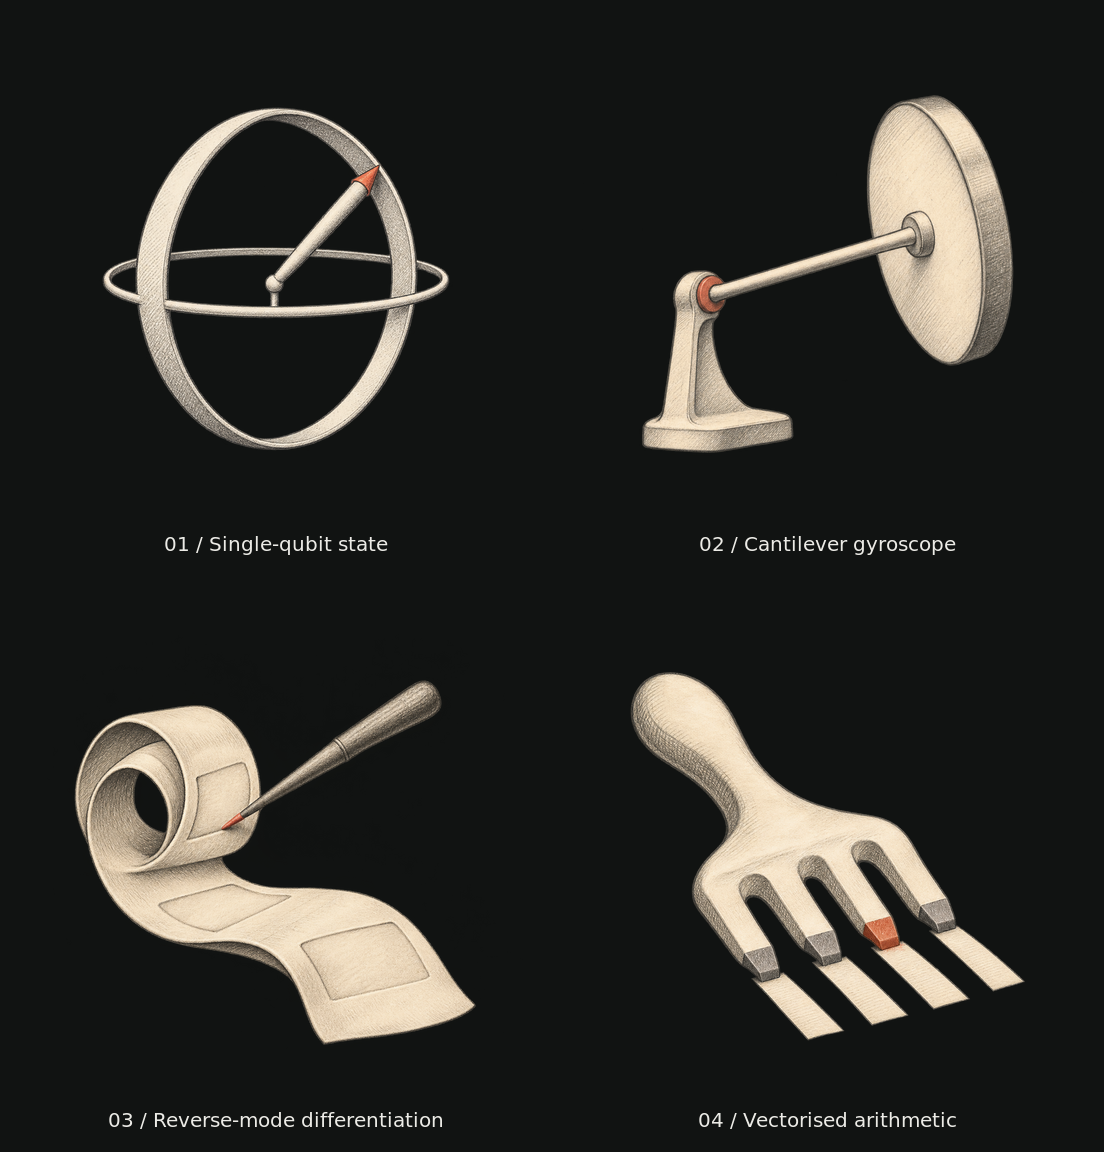 01 / Single-qubit state
02 / Cantilever gyroscope
03 / Reverse-mode differentiation
04 / Vectorised arithmetic